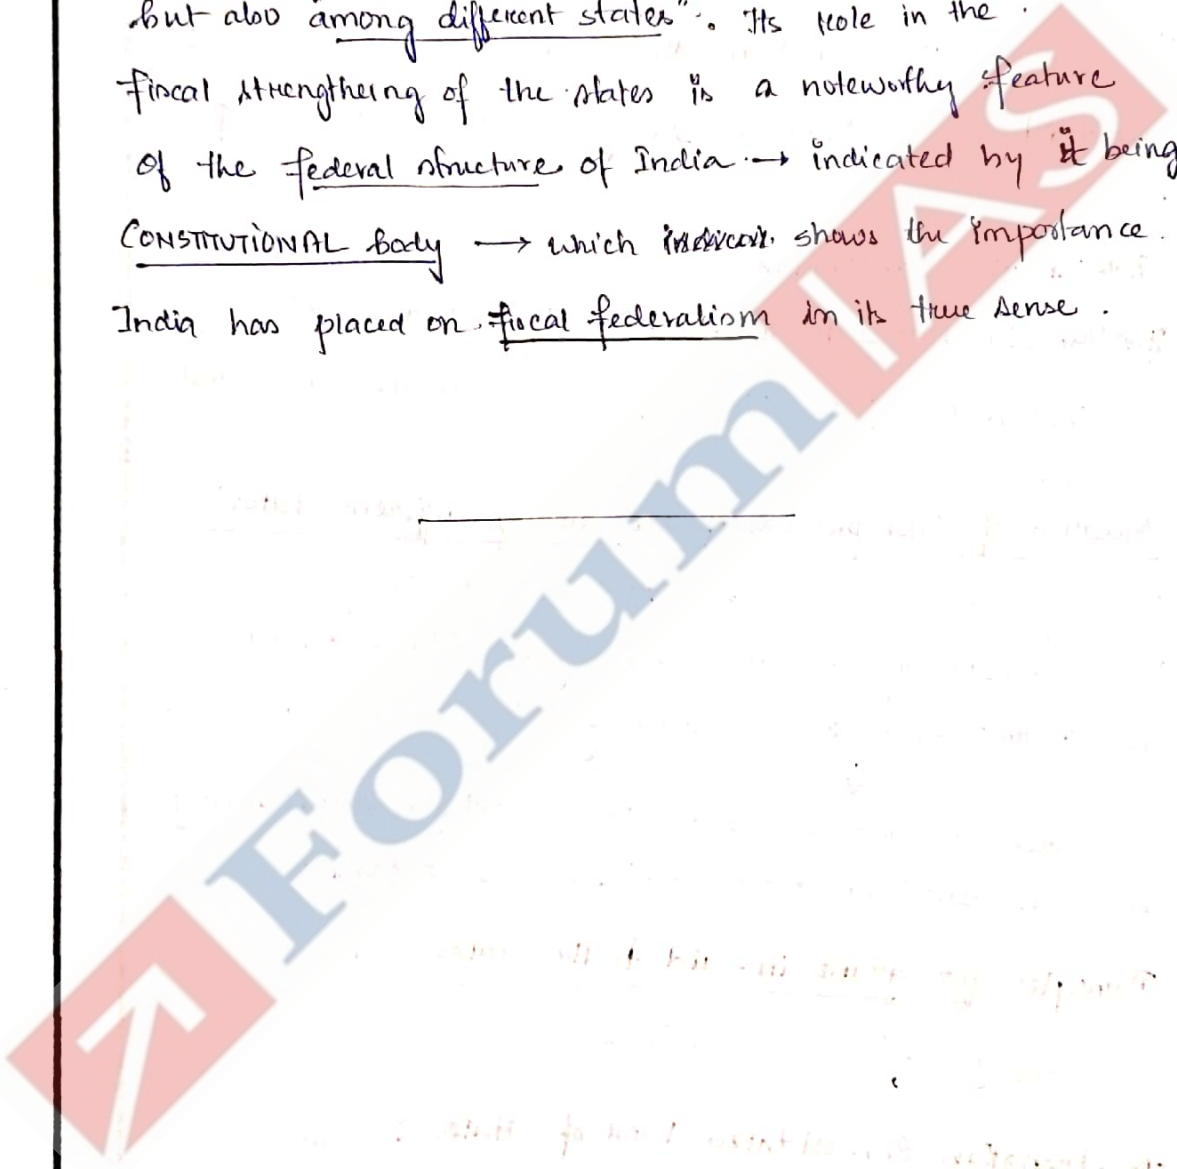 but also among different states". Its role in the
fiscal strengthening of the states is a noteworthy feature
of the federal structure of India → indicated by it being
CONSTITUTIONAL body → which shows the importance
India has placed on fiscal federalism in its true sense.
ForumIAS